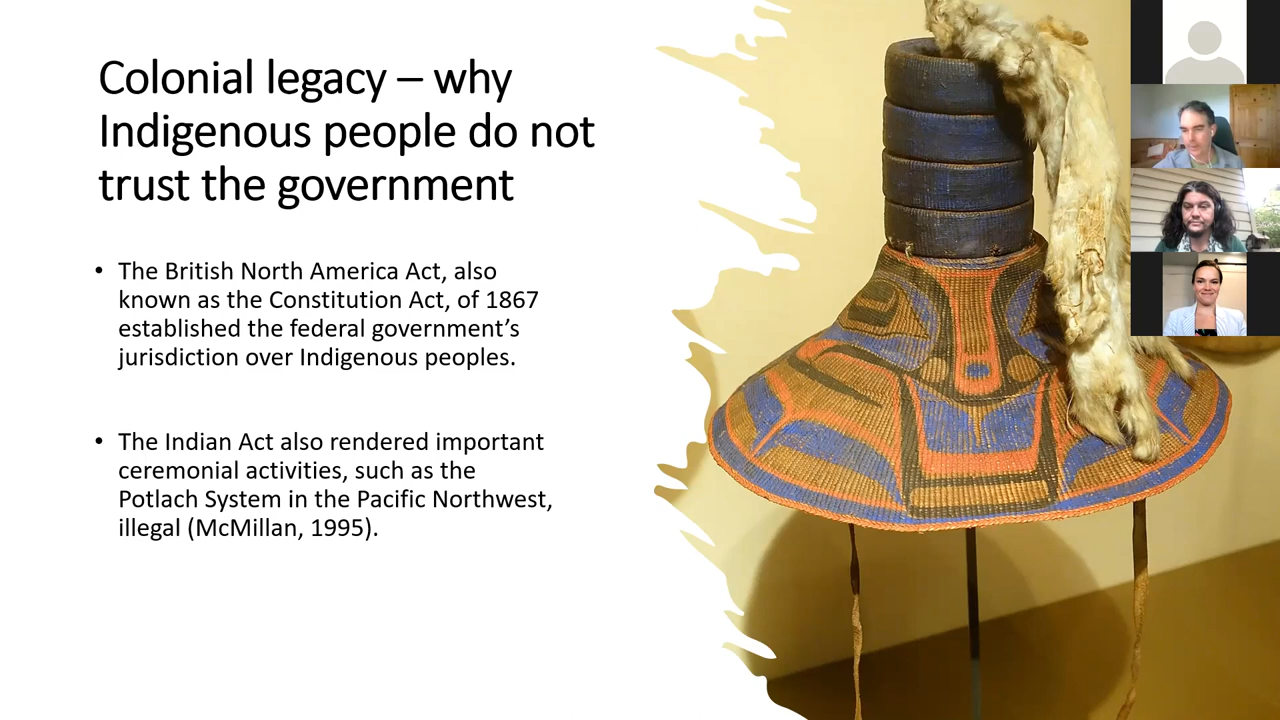 Colonial legacy – why
Indigenous people do not
trust the government
• The British North America Act, also
known as the Constitution Act, of 1867
established the federal government's
jurisdiction over Indigenous peoples.
• The Indian Act also rendered important
ceremonial activities, such as the
Potlach System in the Pacific Northwest,
illegal (McMillan, 1995).